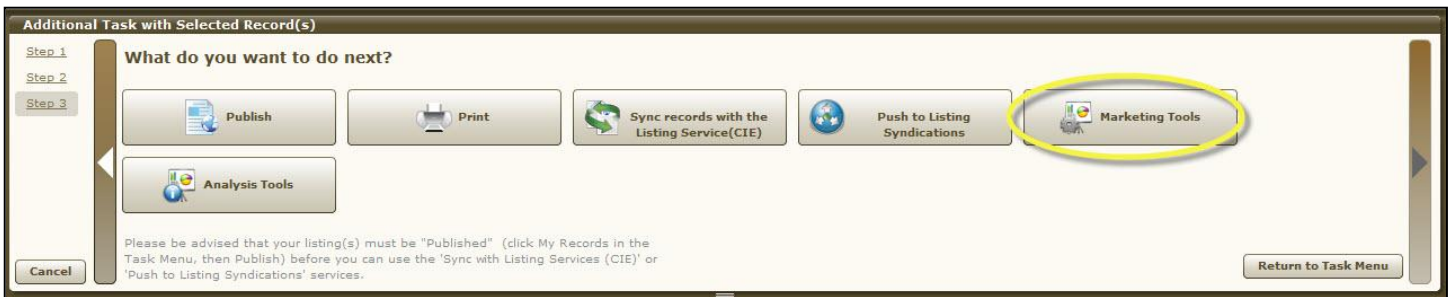 Additional Task with Selected Record(s)
Step 1
Step 2
Step 3
What do you want to do next?
Publish
Print
Sync records with the
Listing Service(CIE)
Push to Listing
Syndications
Marketing Tools
Analysis Tools
Please be advised that your listing(s) must be "Published" (click My Records in the
Task Menu, then Publish) before you can use the 'Sync with Listing Services (CIE)' or
'Push to Listing Syndications' services.
Cancel
Return to Task Menu